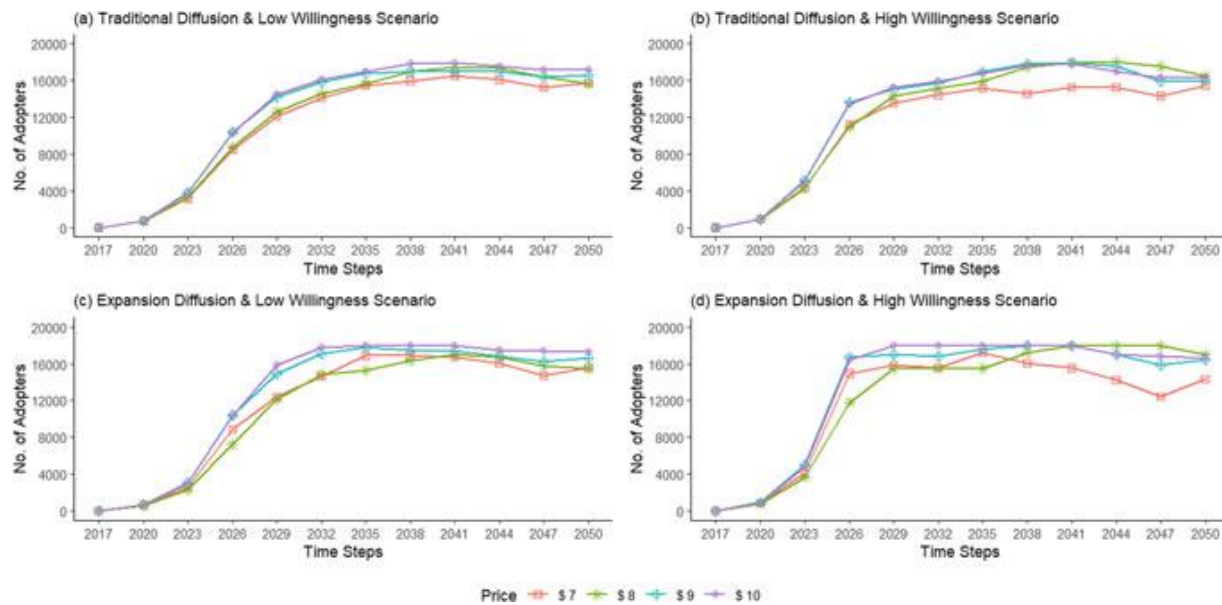 (a) Traditional Diffusion & Low Willingness Scenario
No. of Adopters
20000
16000
12000
8000
4000
0
2017 2020 2023 2026 2029 2032 2035 2038 2041 2044 2047 2050
Time Steps
(b) Traditional Diffusion & High Willingness Scenario
No. of Adopters
20000
16000
12000
8000
4000
0
2017 2020 2023 2026 2029 2032 2035 2038 2041 2044 2047 2050
Time Steps
(c) Expansion Diffusion & Low Willingness Scenario
No. of Adopters
20000
16000
12000
8000
4000
0
2017 2020 2023 2026 2029 2032 2035 2038 2041 2044 2047 2050
Time Steps
(d) Expansion Diffusion & High Willingness Scenario
No. of Adopters
20000
16000
12000
8000
4000
0
2017 2020 2023 2026 2029 2032 2035 2038 2041 2044 2047 2050
Time Steps
Price $ 7 $ 8 $ 9 $ 10